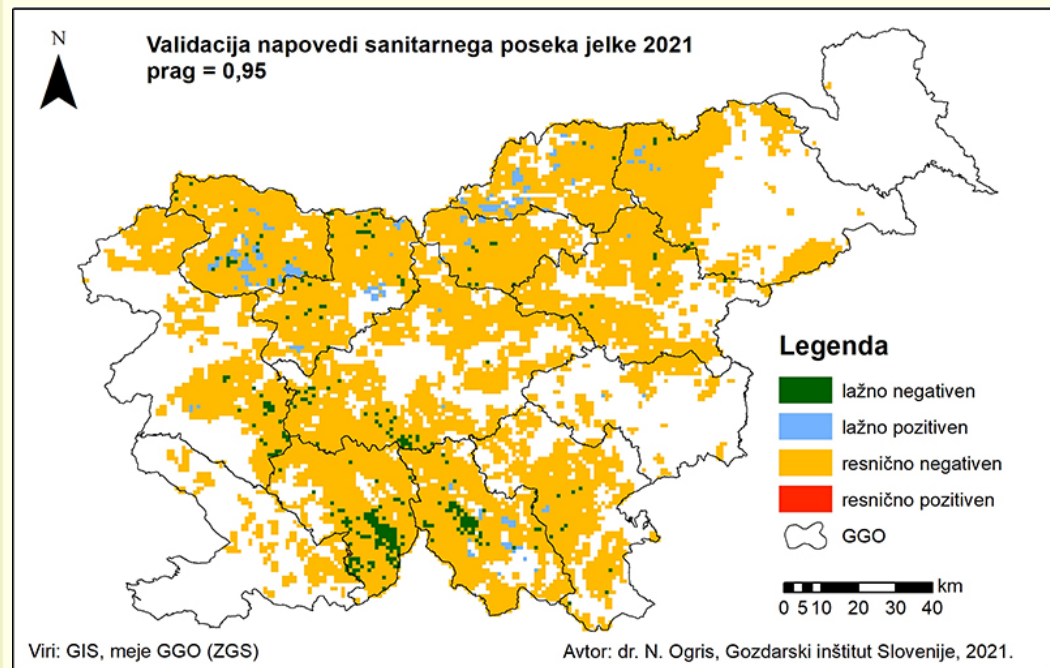 N
Validacija napovedi sanitarnega poseka jelke 2021
prag = 0,95
Legenda
lažno negativen
lažno pozitiven
resnično negativen
resnično pozitiven
GGO
km
0 5 10 20 30 40
Viri: GIS, meje GGO (ZGS)
Avtor: dr. N. Ogris, Gozdarski inštitut Slovenije, 2021.